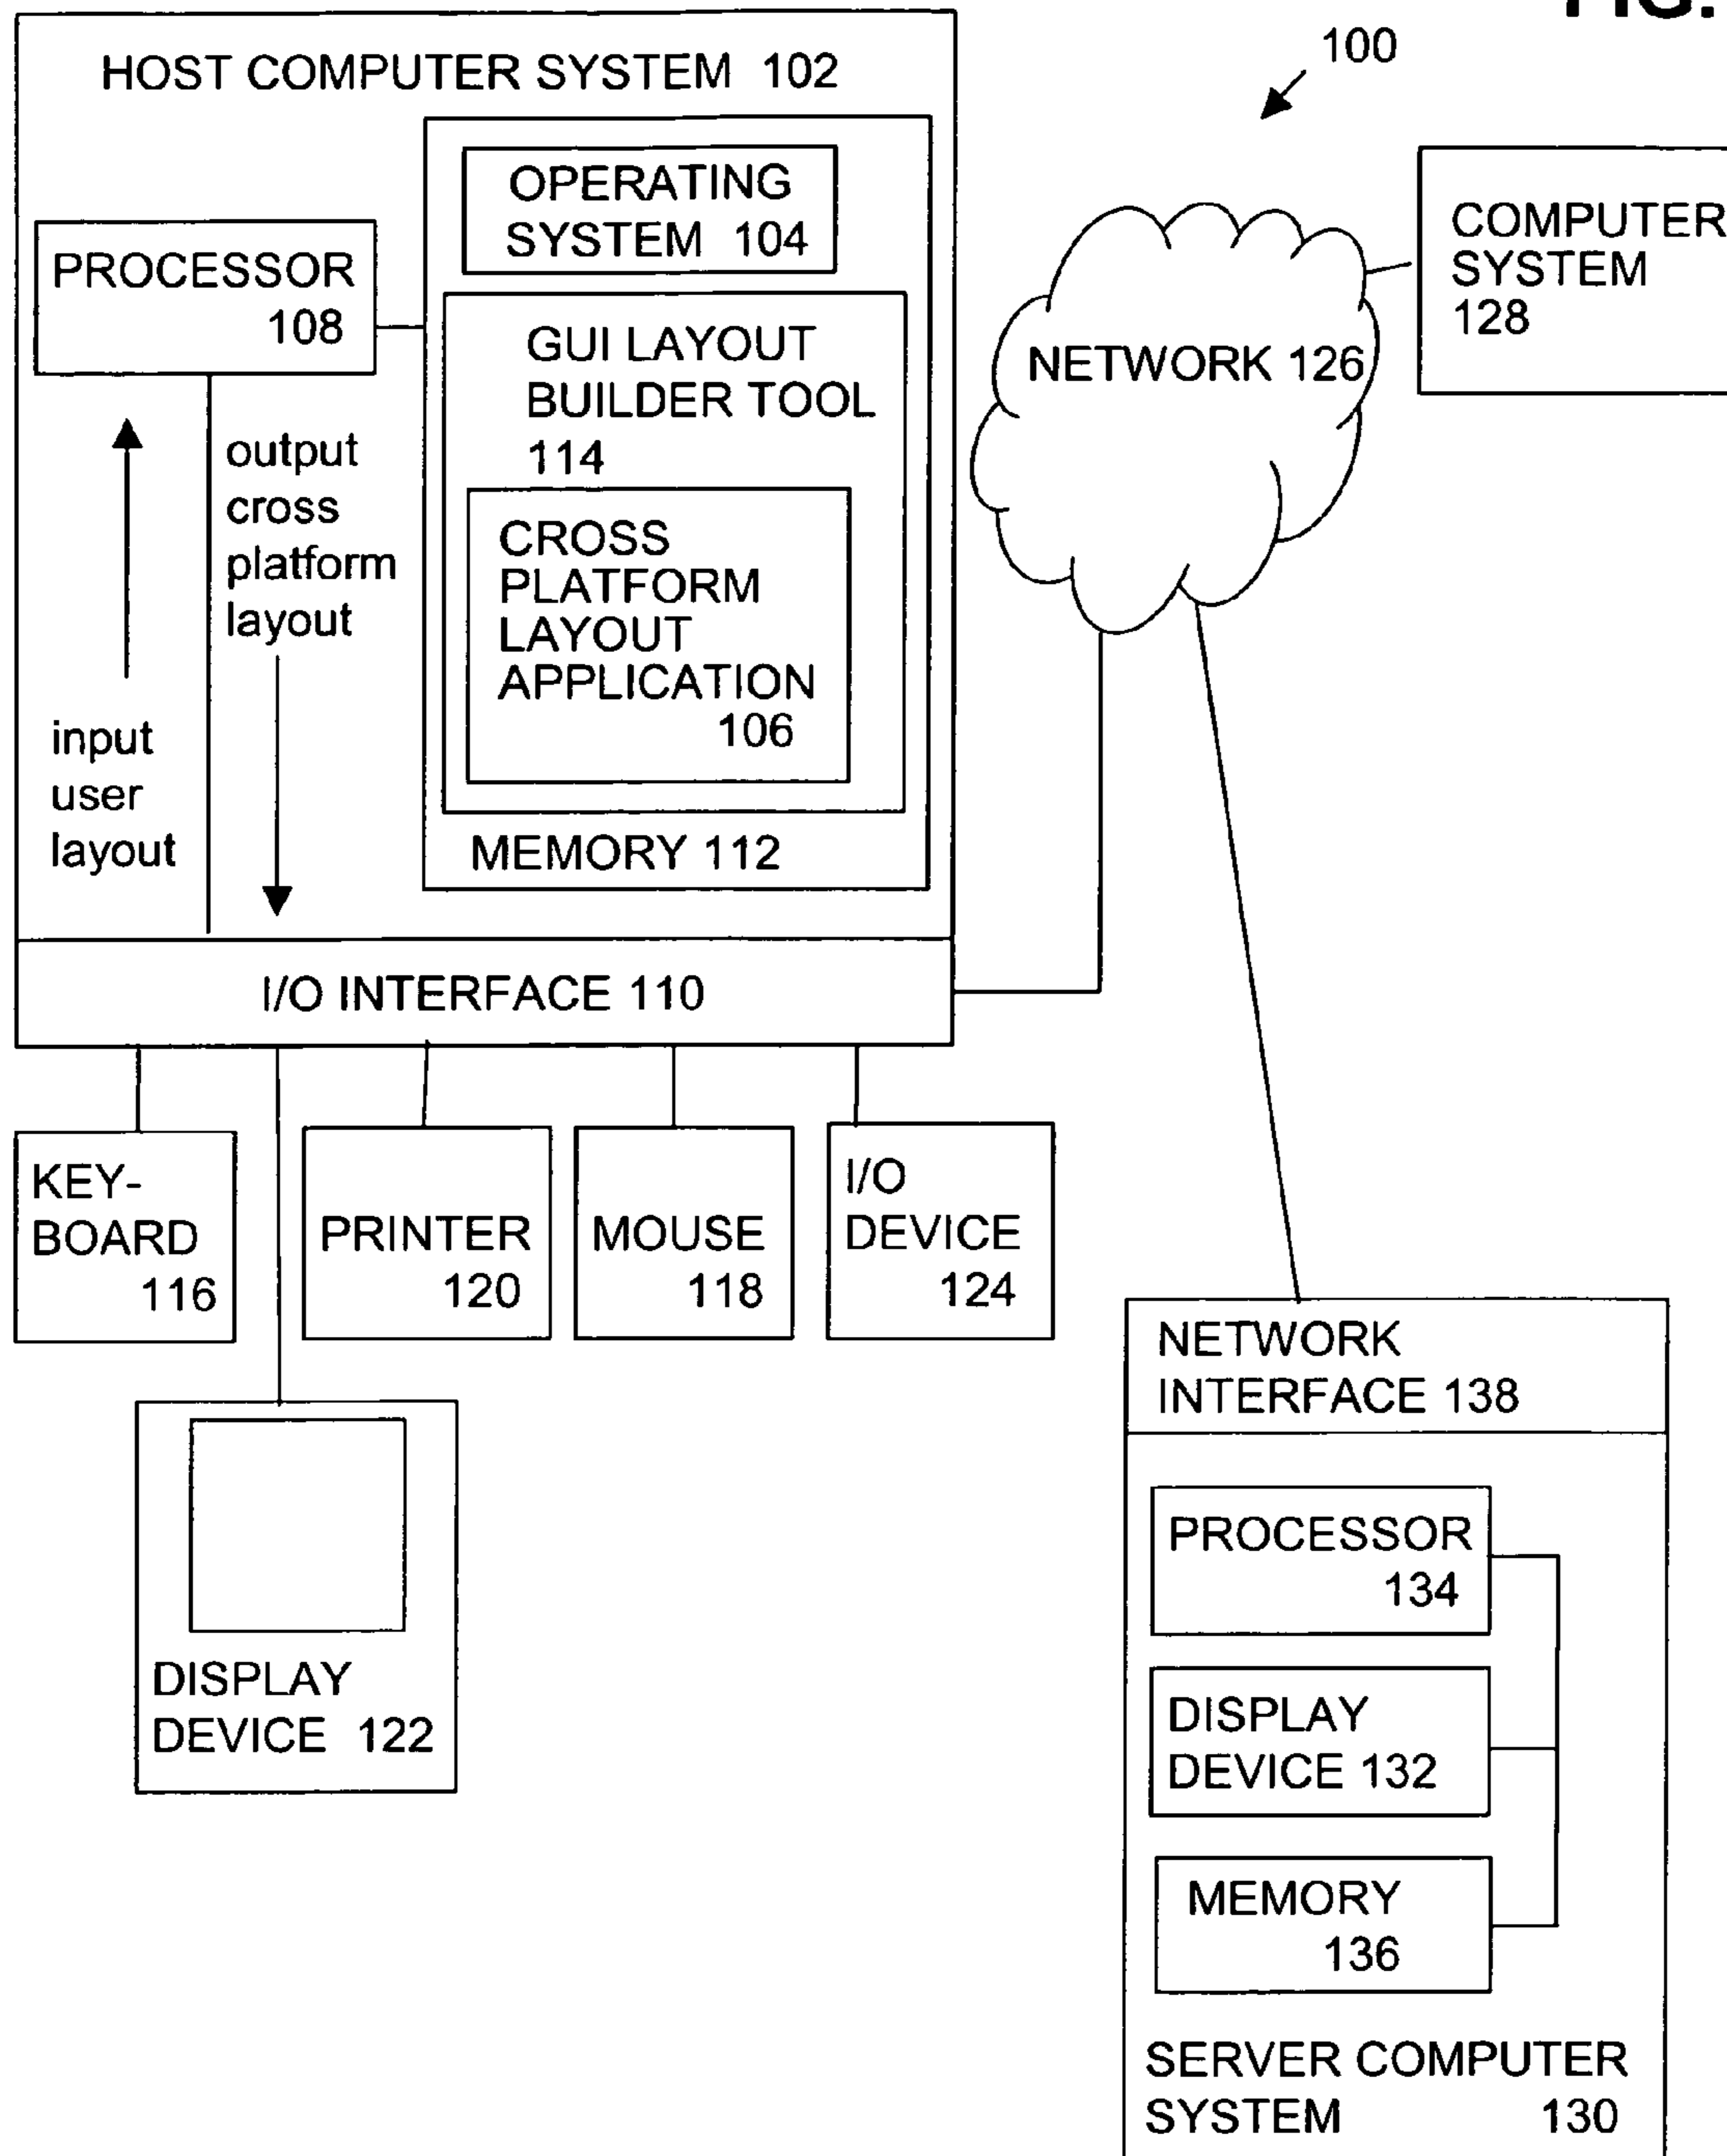 FIG.
100
HOST COMPUTER SYSTEM 102
OPERATING
SYSTEM 104
PROCESSOR
108
GUI LAYOUT
BUILDER TOOL
114
CROSS
PLATFORM
LAYOUT
APPLICATION
106
MEMORY 112
input
user
layout
output
cross
platform
layout
I/O INTERFACE 110
NETWORK 126
COMPUTER
SYSTEM
128
KEY-
BOARD
116
PRINTER
120
MOUSE
118
I/O
DEVICE
124
DISPLAY
DEVICE 122
NETWORK
INTERFACE 138
PROCESSOR
134
DISPLAY
DEVICE 132
MEMORY
136
SERVER COMPUTER
SYSTEM 130